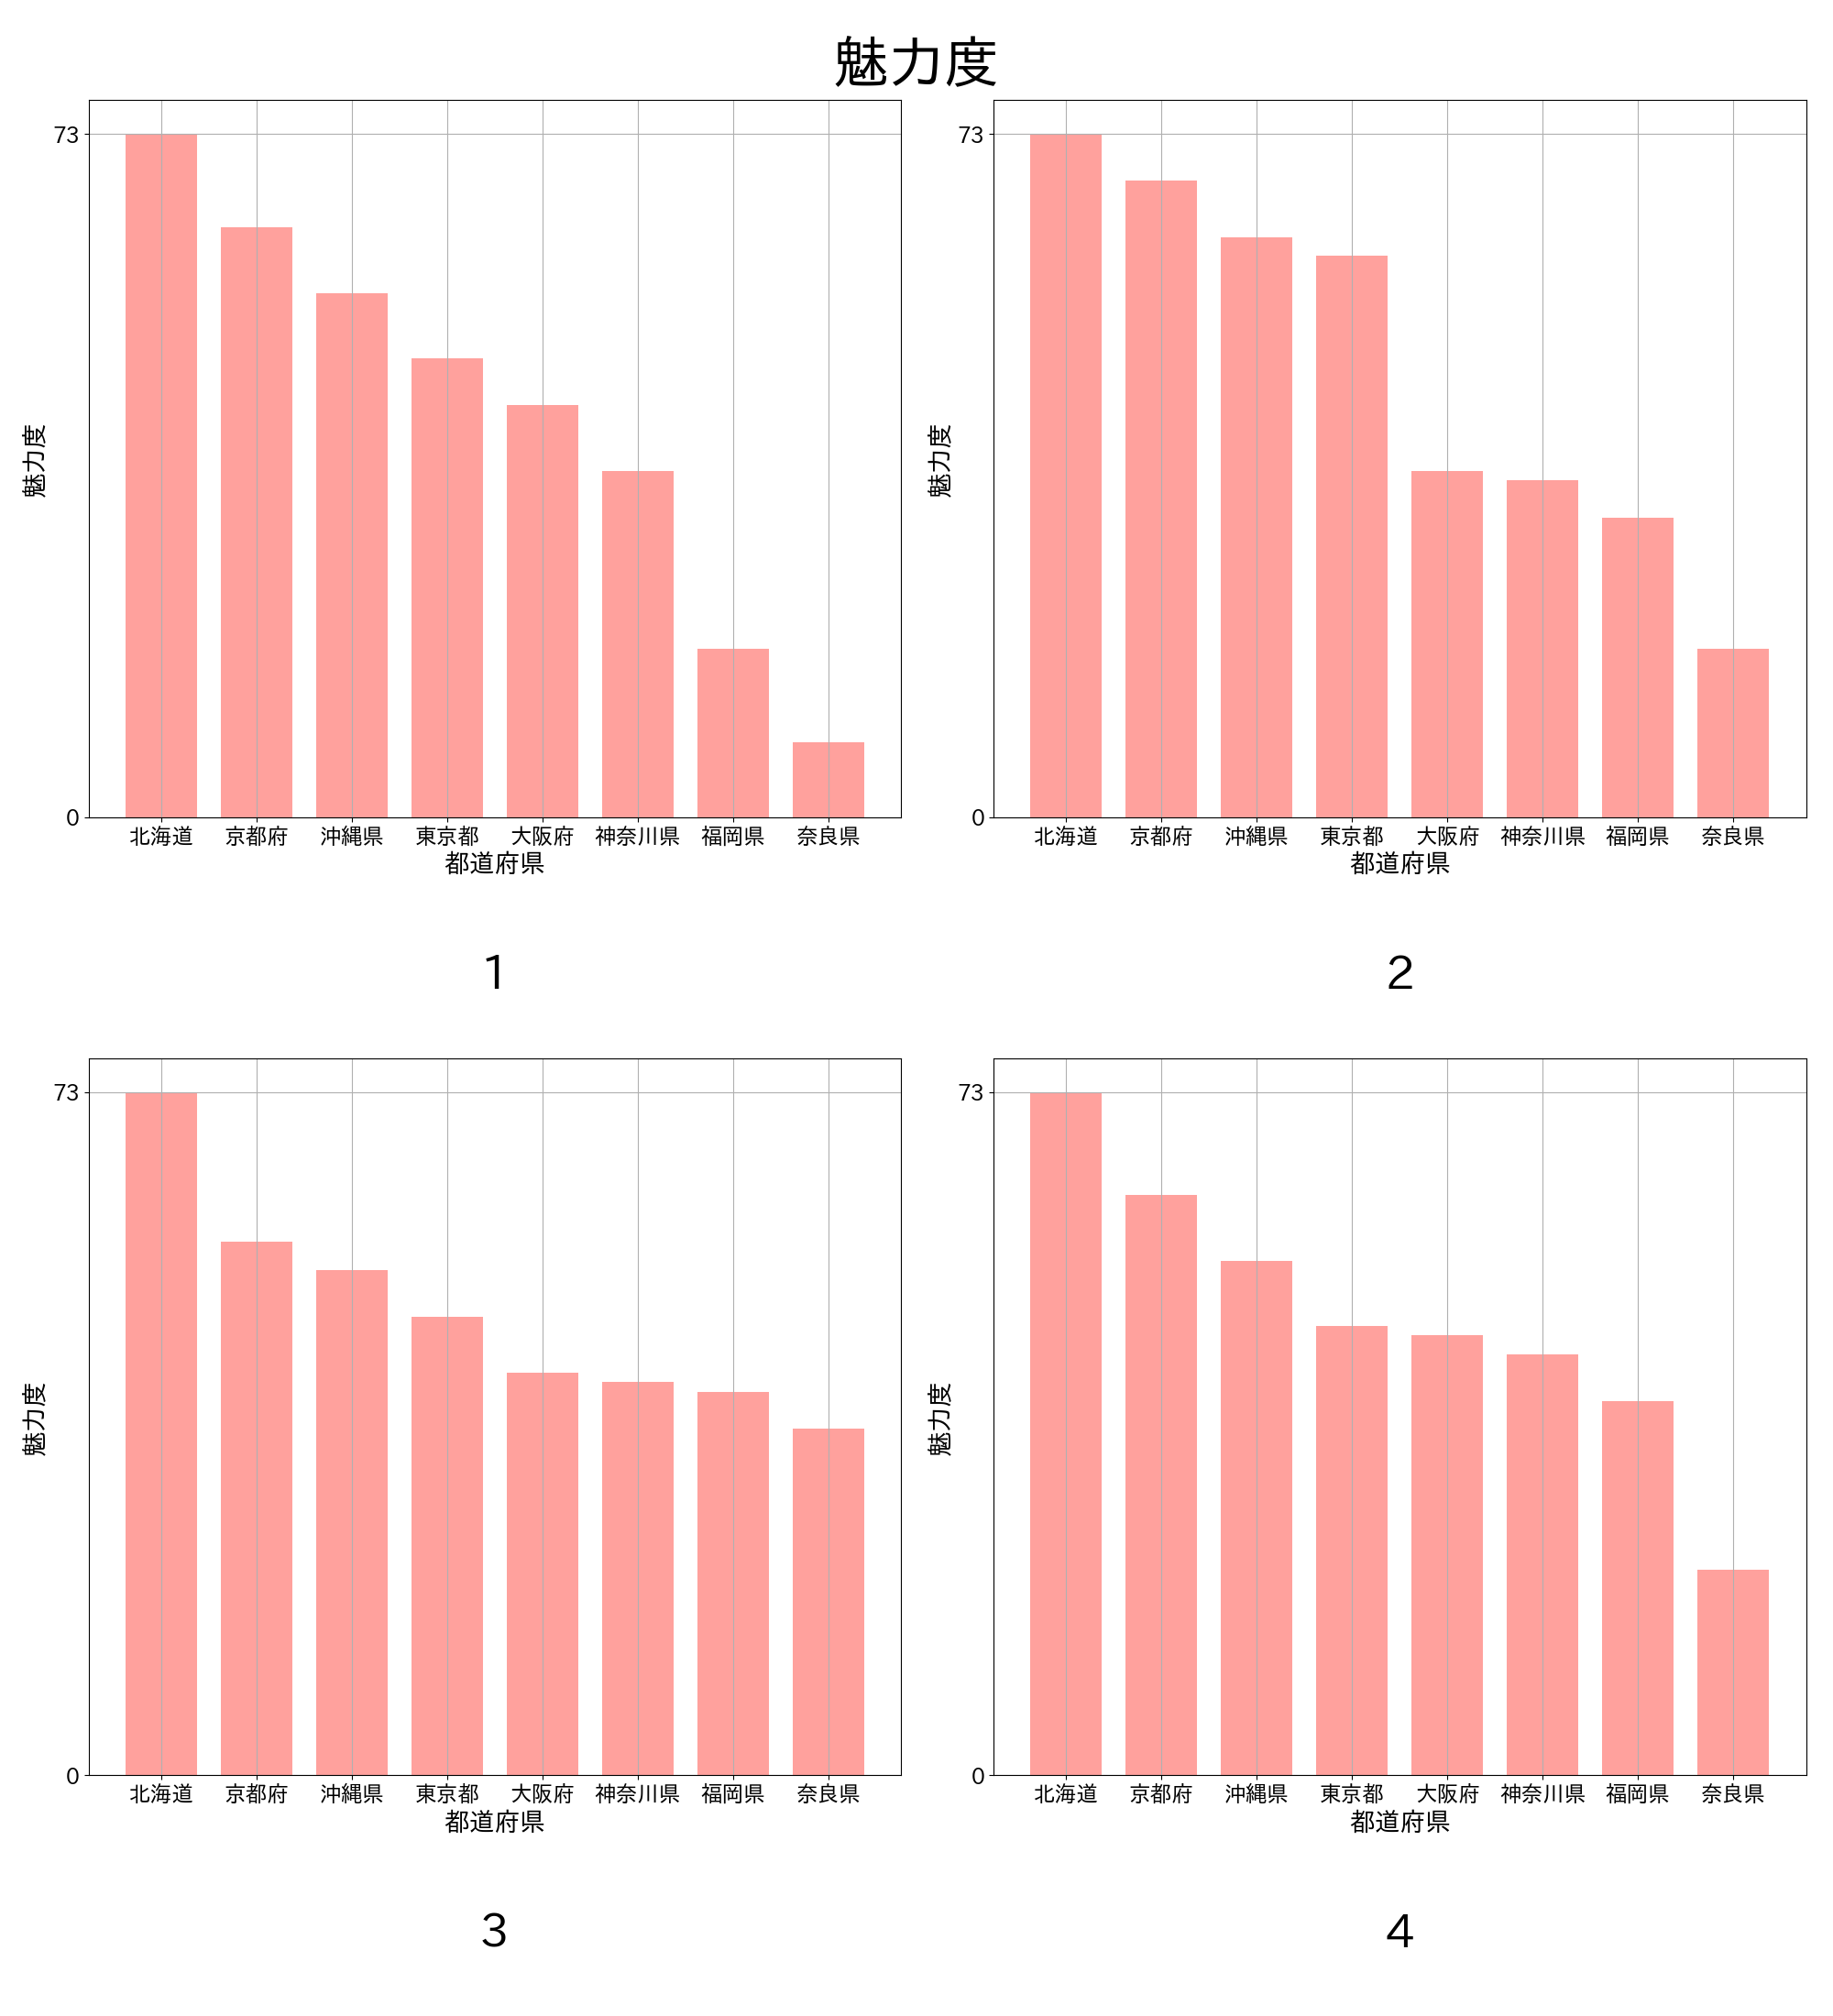 魅力度
73
0
魅力度
北海道 京都府 沖縄県 東京都 大阪府 神奈川県 福岡県 奈良県
都道府県
1
73
0
魅力度
北海道 京都府 沖縄県 東京都 大阪府 神奈川県 福岡県 奈良県
都道府県
2
73
0
魅力度
北海道 京都府 沖縄県 東京都 大阪府 神奈川県 福岡県 奈良県
都道府県
3
73
0
魅力度
北海道 京都府 沖縄県 東京都 大阪府 神奈川県 福岡県 奈良県
都道府県
4